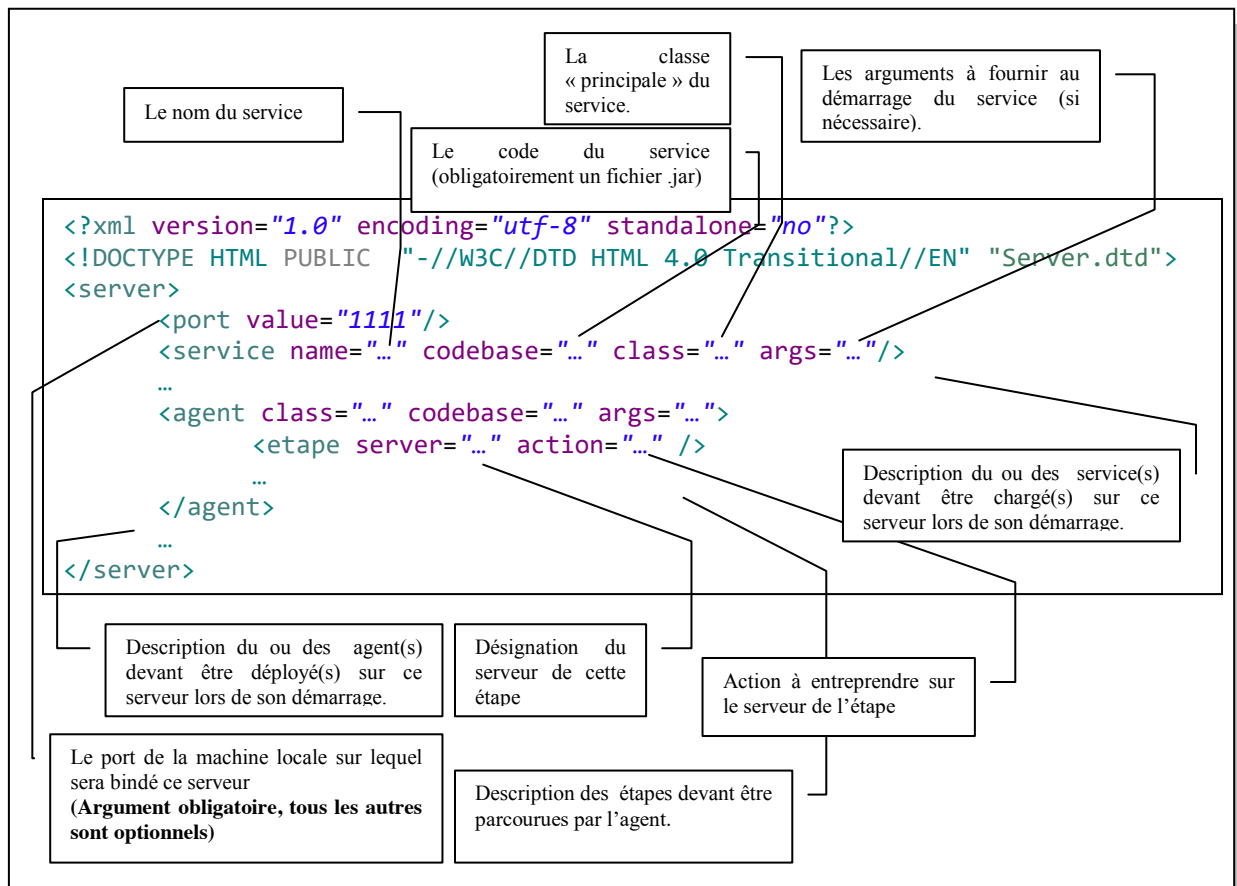 La classe
« principale » du
service.
Les arguments à fournir au
démarrage du service (si
nécessaire).
Le nom du service
Le code du service
(obligatoirement un fichier .jar)
<?xml version="1.0" encoding="utf-8" standalone="no"?>
<!DOCTYPE HTML PUBLIC "-//W3C//DTD HTML 4.0 Transitional//EN" "Server.dtd">
<server>
<port value="1111"/>
<service name="…" codebase="…" class="…" args="…"/>
…
<agent class="…" codebase="…" args="…">
<etape server="…" action="…" />
…
</agent>
…
</server>
Description du ou des service(s)
devant être chargé(s) sur ce
serveur lors de son démarrage.
Description du ou des agent(s)
devant être déployé(s) sur ce
serveur lors de son démarrage.
Désignation du
serveur de cette
étape
Action à entreprendre sur
le serveur de l’étape
Le port de la machine locale sur lequel
sera bindé ce serveur
(Argument obligatoire, tous les autres
sont optionnels)
Description des étapes devant être
parcourues par l’agent.